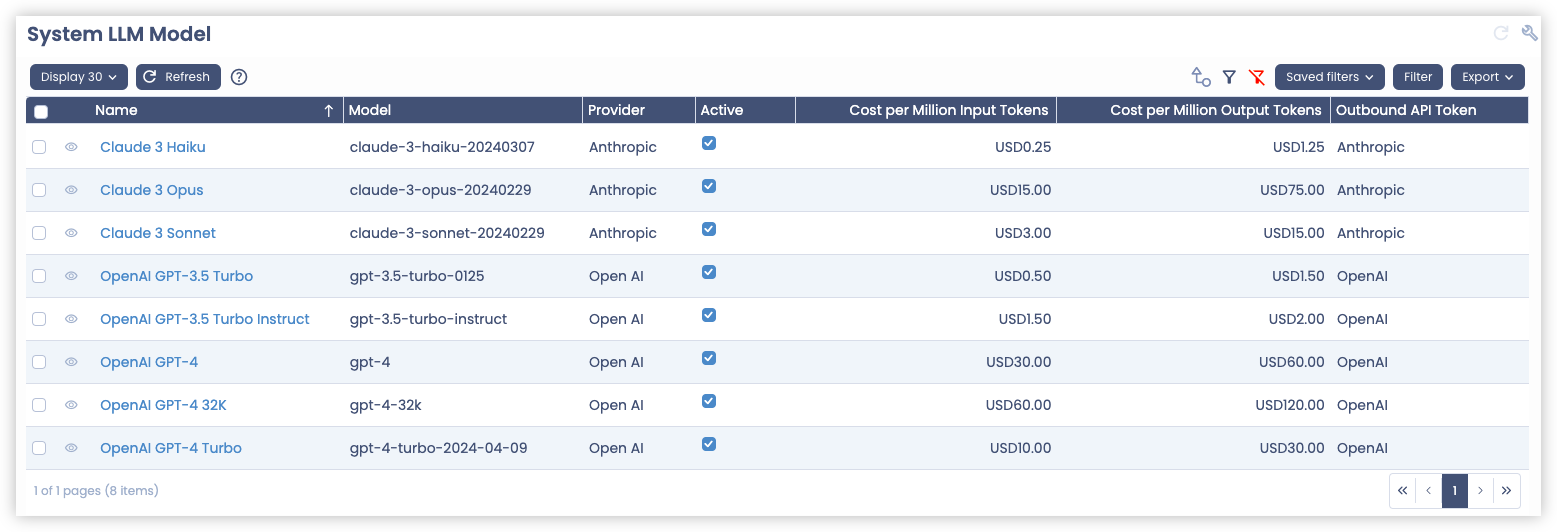 System LLM Model
Display 30 Refresh Saved filters Filter Export
Name Model Provider Active Cost per Million Input Tokens Cost per Million Output Tokens Outbound API Token
Claude 3 Haiku claude-3-haiku-20240307 Anthropic USD0.25 USD1.25 Anthropic
Claude 3 Opus claude-3-opus-20240229 Anthropic USD15.00 USD75.00 Anthropic
Claude 3 Sonnet claude-3-sonnet-20240229 Anthropic USD3.00 USD15.00 Anthropic
OpenAI GPT-3.5 Turbo gpt-3.5-turbo-0125 Open AI USD0.50 USD1.50 OpenAI
OpenAI GPT-3.5 Turbo Instruct gpt-3.5-turbo-instruct Open AI USD1.50 USD2.00 OpenAI
OpenAI GPT-4 gpt-4 Open AI USD30.00 USD60.00 OpenAI
OpenAI GPT-4 32K gpt-4-32k Open AI USD60.00 USD120.00 OpenAI
OpenAI GPT-4 Turbo gpt-4-turbo-2024-04-09 Open AI USD10.00 USD30.00 OpenAI
1 of 1 pages (8 items) « ‹ 1 › »